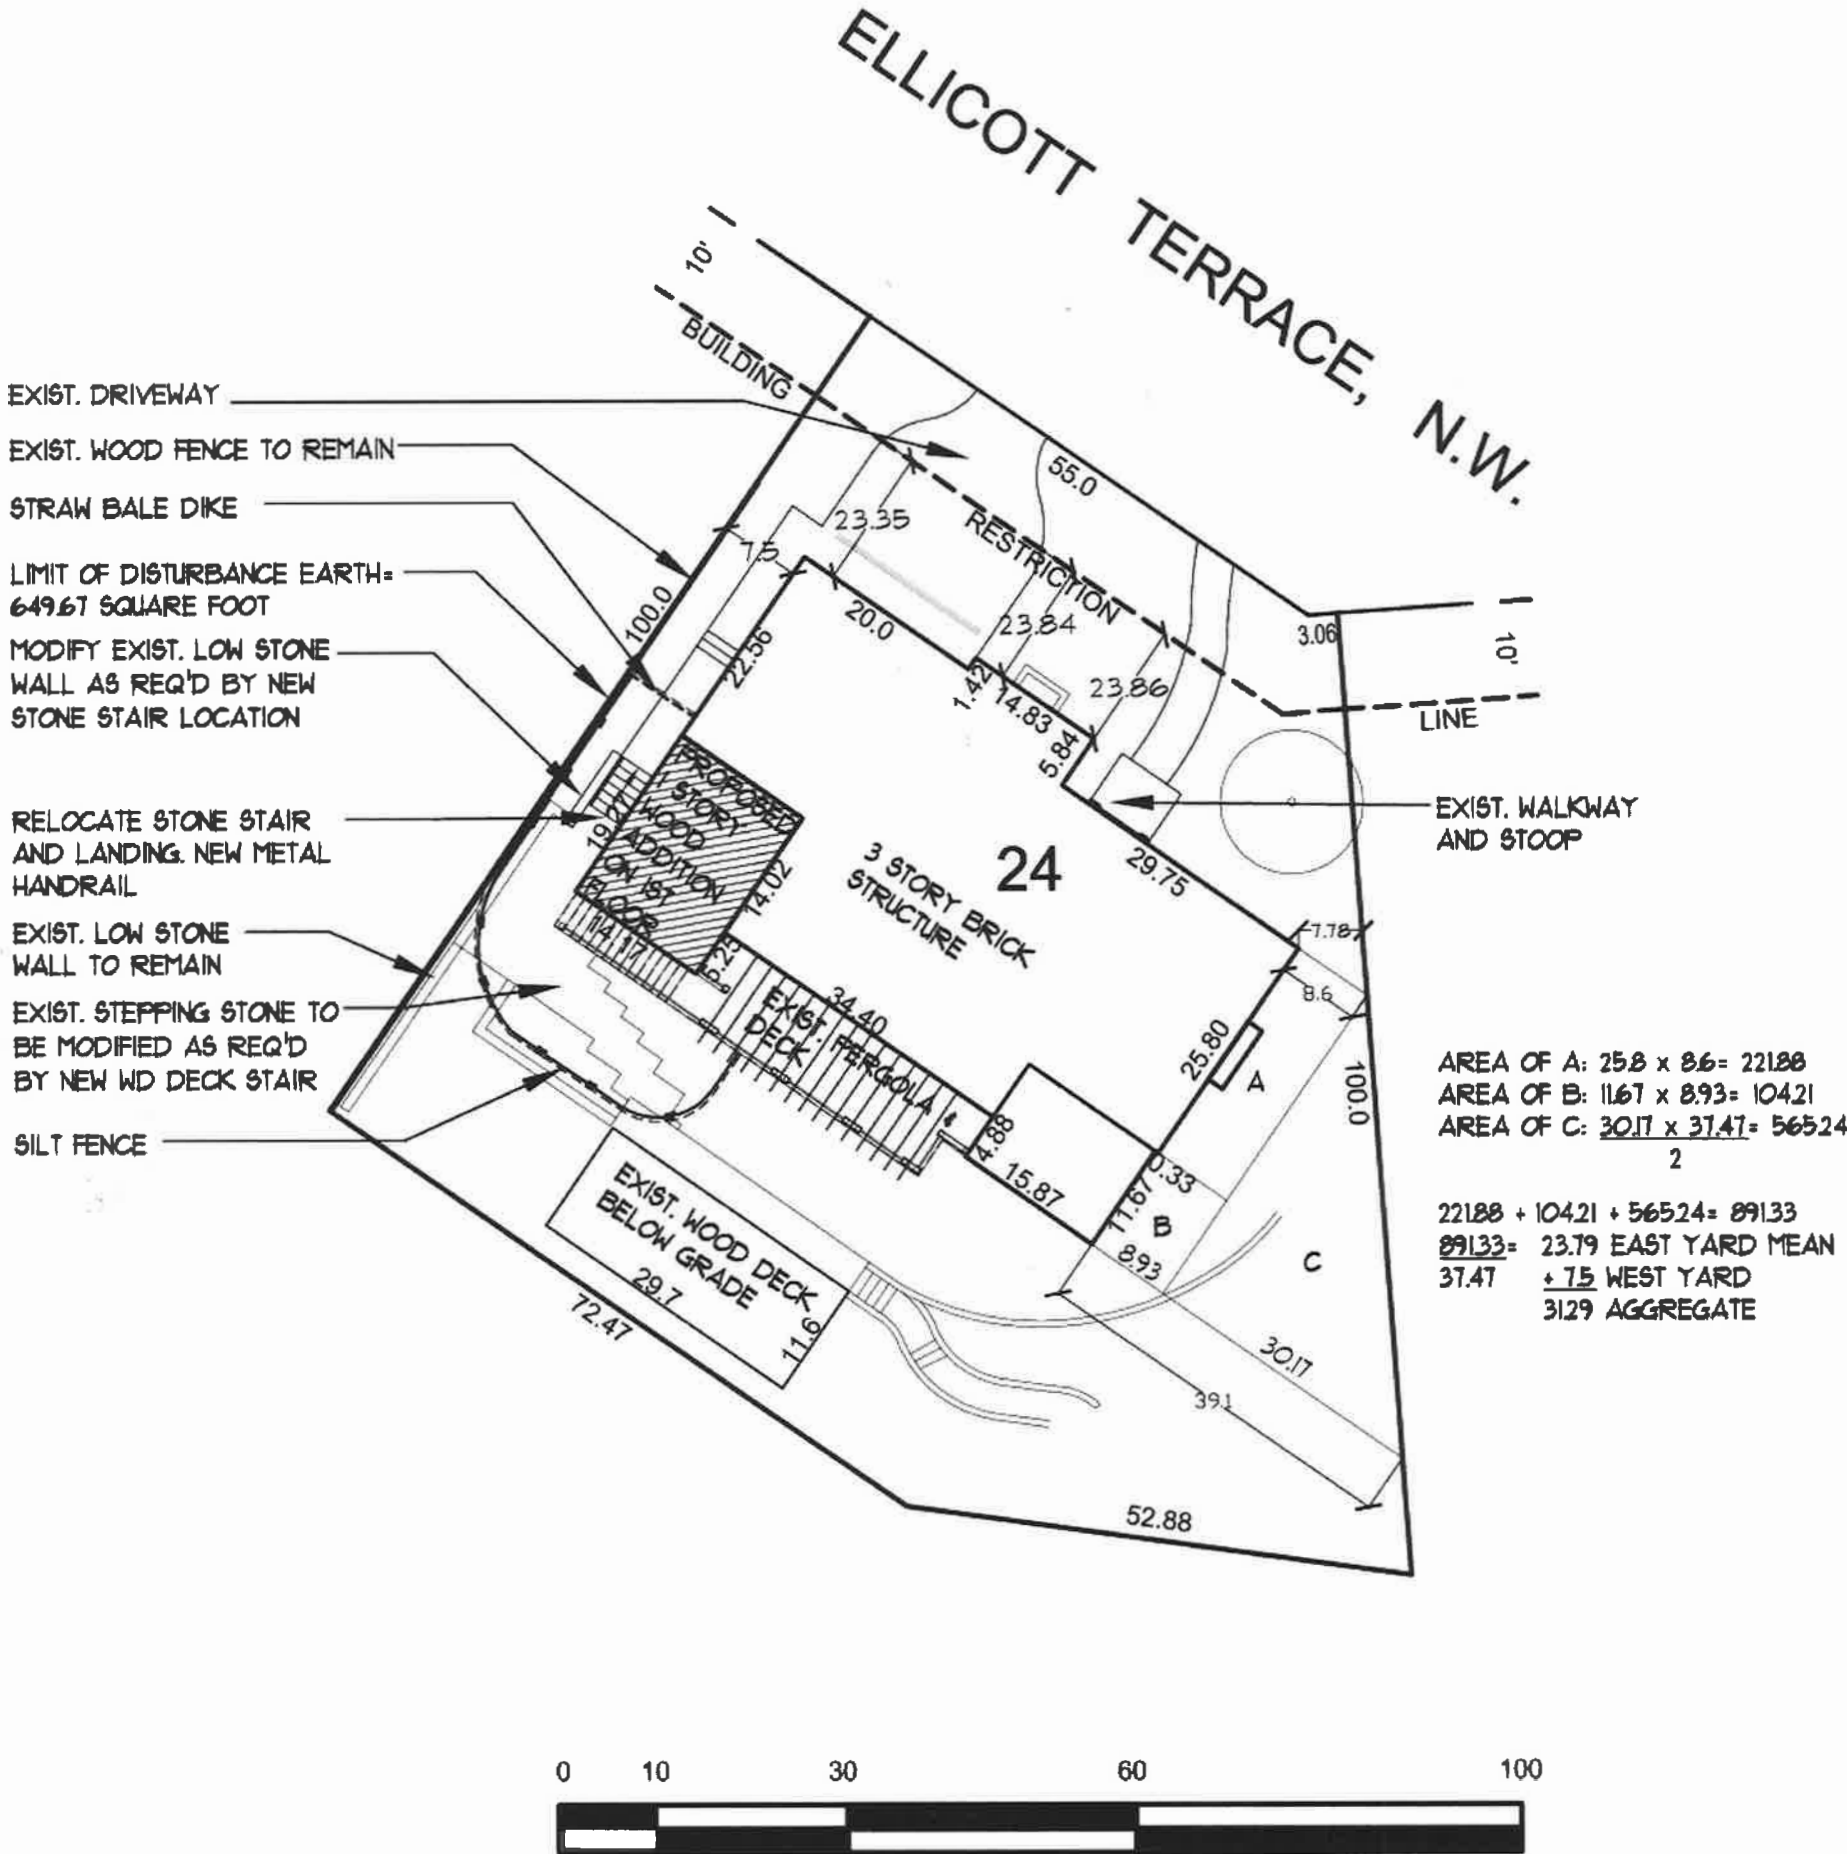 ELLICOTT TERRACE, N.W.
10'
BUILDING RESTRICTION LINE
10'
EXIST. DRIVEWAY
EXIST. WOOD FENCE TO REMAIN
STRAW BALE DIKE
LIMIT OF DISTURBANCE EARTH=
649.67 SQUARE FOOT
MODIFY EXIST. LOW STONE
WALL AS REQ'D BY NEW
STONE STAIR LOCATION
RELOCATE STONE STAIR
AND LANDING. NEW METAL
HANDRAIL
EXIST. LOW STONE
WALL TO REMAIN
EXIST. STEPPING STONE TO
BE MODIFIED AS REQ'D
BY NEW WD DECK STAIR
SILT FENCE
55.0
3.06
23.35
7.5
100.0
20.0
22.56
23.84
1.42
14.83
23.86
5.84
PROPOSED
1 STORY
WOOD
ADDITION
ON 1ST
FLOOR
19.27
14.02
14.17
5.25
3 STORY BRICK
STRUCTURE
24
29.75
EXIST. WALKWAY
AND STOOP
7.78
8.6
34.40
EXIST. PERGOLA &
DECK
25.80
A
100.0
4.88
15.87
0.33
11.67
B
8.93
C
EXIST. WOOD DECK
BELOW GRADE
29.7
11.6
72.47
30.17
39.1
52.88
AREA OF A: 25.8 x 8.6= 221.88
AREA OF B: 11.67 x 8.93= 104.21
AREA OF C: 30.17 x 37.47= 565.24
2
221.88 + 104.21 + 565.24= 891.33
891.33= 23.79 EAST YARD MEAN
37.47 + 7.5 WEST YARD
31.29 AGGREGATE
0 10 30 60 100